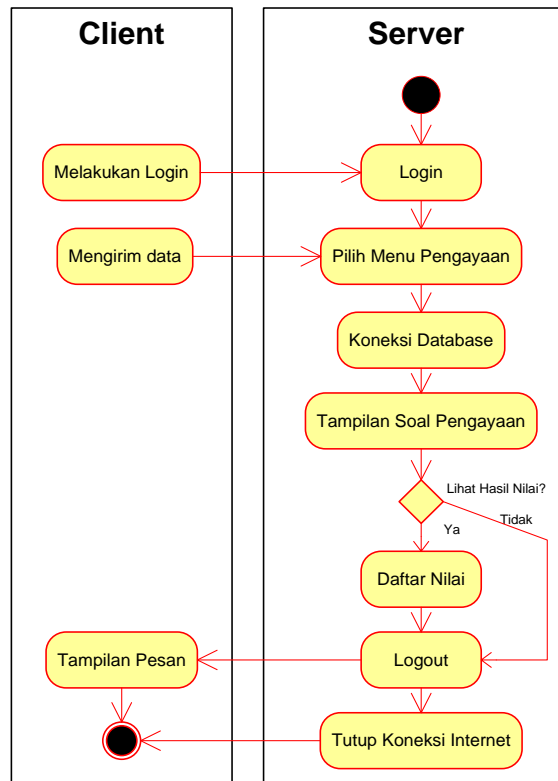 Client
Server
Melakukan Login
Login
Mengirim data
Pilih Menu Pengayaan
Koneksi Database
Tampilan Soal Pengayaan
Lihat Hasil Nilai?
Tidak
Ya
Daftar Nilai
Tampilan Pesan
Logout
Tutup Koneksi Internet